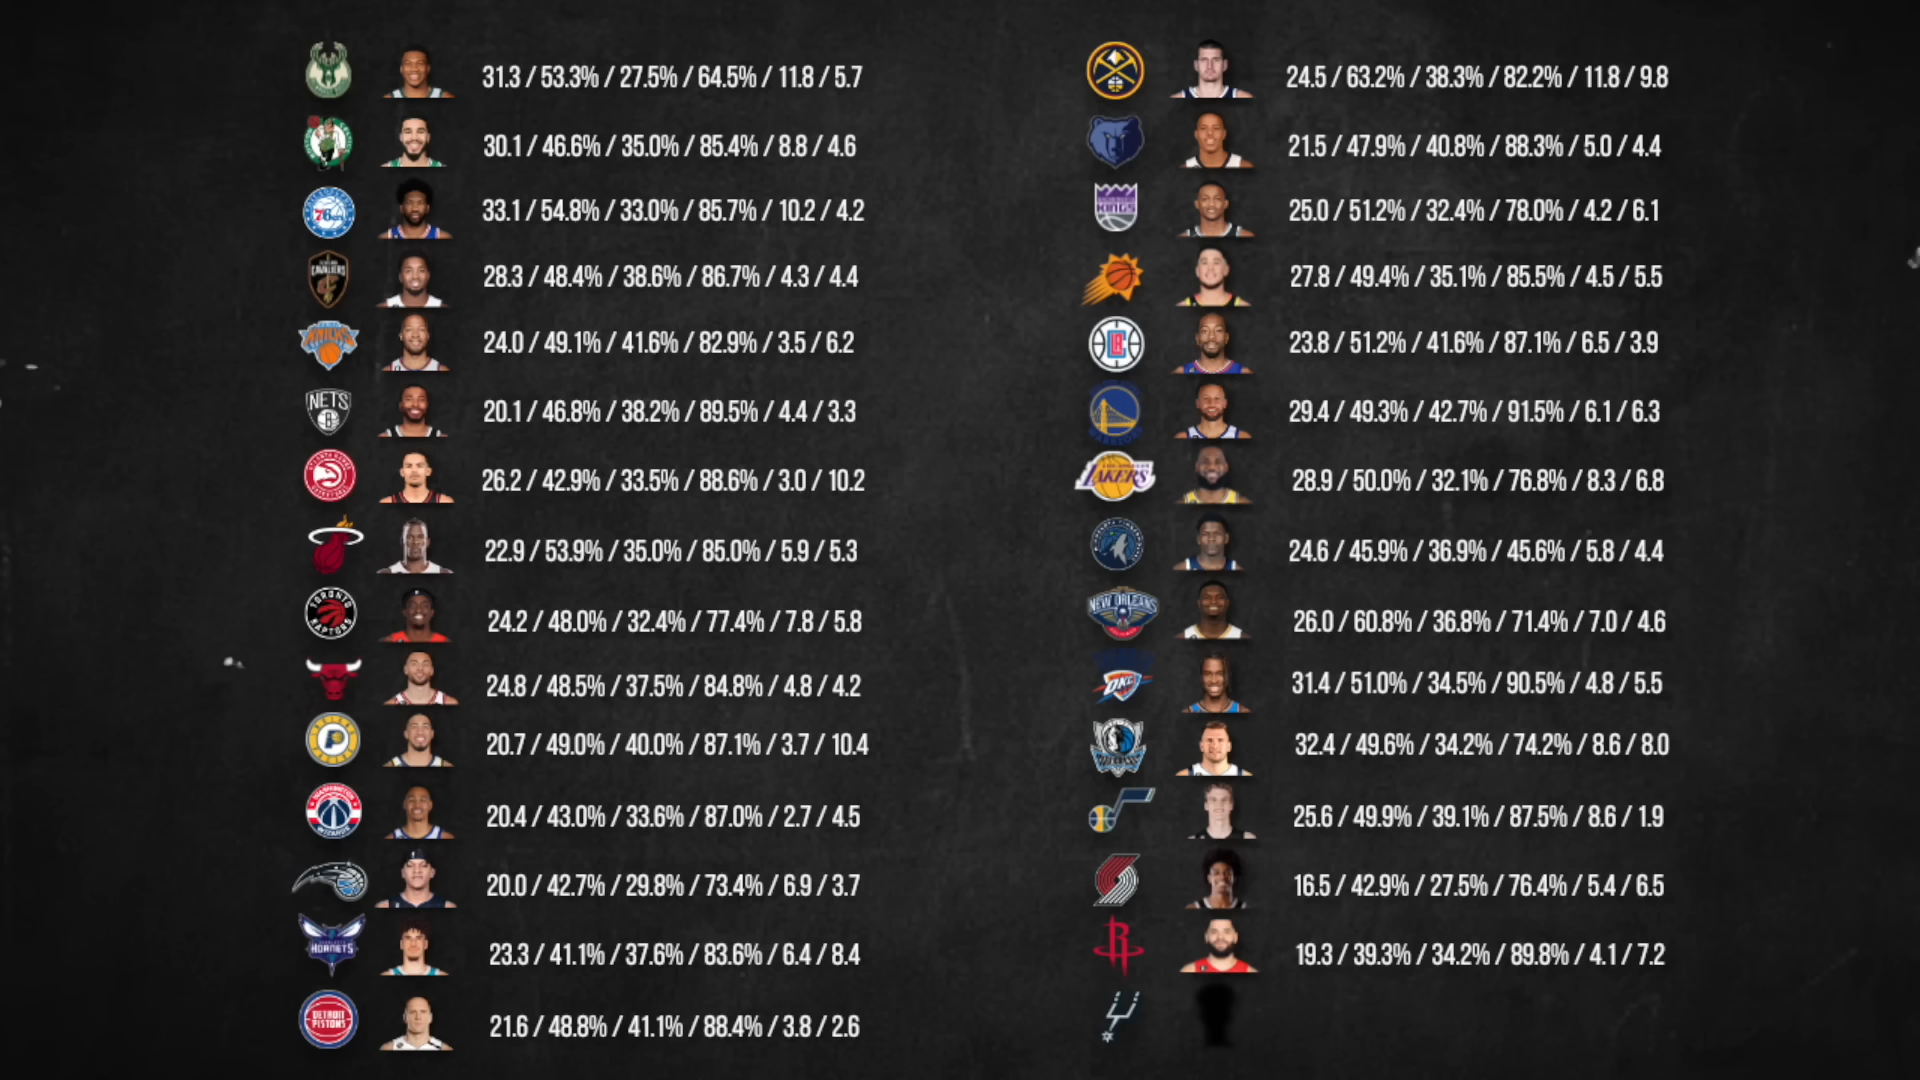 31.3 / 53.3% / 27.5% / 64.5% / 11.8 / 5.7
30.1 / 46.6% / 35.0% / 85.4% / 8.8 / 4.6
76ers
33.1 / 54.8% / 33.0% / 85.7% / 10.2 / 4.2
CAVALIERS
28.3 / 48.4% / 38.6% / 86.7% / 4.3 / 4.4
KNICKS
24.0 / 49.1% / 41.6% / 82.9% / 3.5 / 6.2
NETS
B
20.1 / 46.8% / 38.2% / 89.5% / 4.4 / 3.3
26.2 / 42.9% / 33.5% / 88.6% / 3.0 / 10.2
22.9 / 53.9% / 35.0% / 85.0% / 5.9 / 5.3
TORONTO
RAPTORS
24.2 / 48.0% / 32.4% / 77.4% / 7.8 / 5.8
24.8 / 48.5% / 37.5% / 84.8% / 4.8 / 4.2
P
20.7 / 49.0% / 40.0% / 87.1% / 3.7 / 10.4
WASHINGTON
WIZARDS
20.4 / 43.0% / 33.6% / 87.0% / 2.7 / 4.5
20.0 / 42.7% / 29.8% / 73.4% / 6.9 / 3.7
HORNETS
23.3 / 41.1% / 37.6% / 83.6% / 6.4 / 8.4
DETROIT
PISTONS
21.6 / 48.8% / 41.1% / 88.4% / 3.8 / 2.6
24.5 / 63.2% / 38.3% / 82.2% / 11.8 / 9.8
21.5 / 47.9% / 40.8% / 88.3% / 5.0 / 4.4
KINGS
25.0 / 51.2% / 32.4% / 78.0% / 4.2 / 6.1
27.8 / 49.4% / 35.1% / 85.5% / 4.5 / 5.5
23.8 / 51.2% / 41.6% / 87.1% / 6.5 / 3.9
WARRIORS
29.4 / 49.3% / 42.7% / 91.5% / 6.1 / 6.3
LAKERS
28.9 / 50.0% / 32.1% / 76.8% / 8.3 / 6.8
24.6 / 45.9% / 36.9% / 45.6% / 5.8 / 4.4
NEW ORLEANS
26.0 / 60.8% / 36.8% / 71.4% / 7.0 / 4.6
OKC
31.4 / 51.0% / 34.5% / 90.5% / 4.8 / 5.5
32.4 / 49.6% / 34.2% / 74.2% / 8.6 / 8.0
25.6 / 49.9% / 39.1% / 87.5% / 8.6 / 1.9
16.5 / 42.9% / 27.5% / 76.4% / 5.4 / 6.5
R
19.3 / 39.3% / 34.2% / 89.8% / 4.1 / 7.2